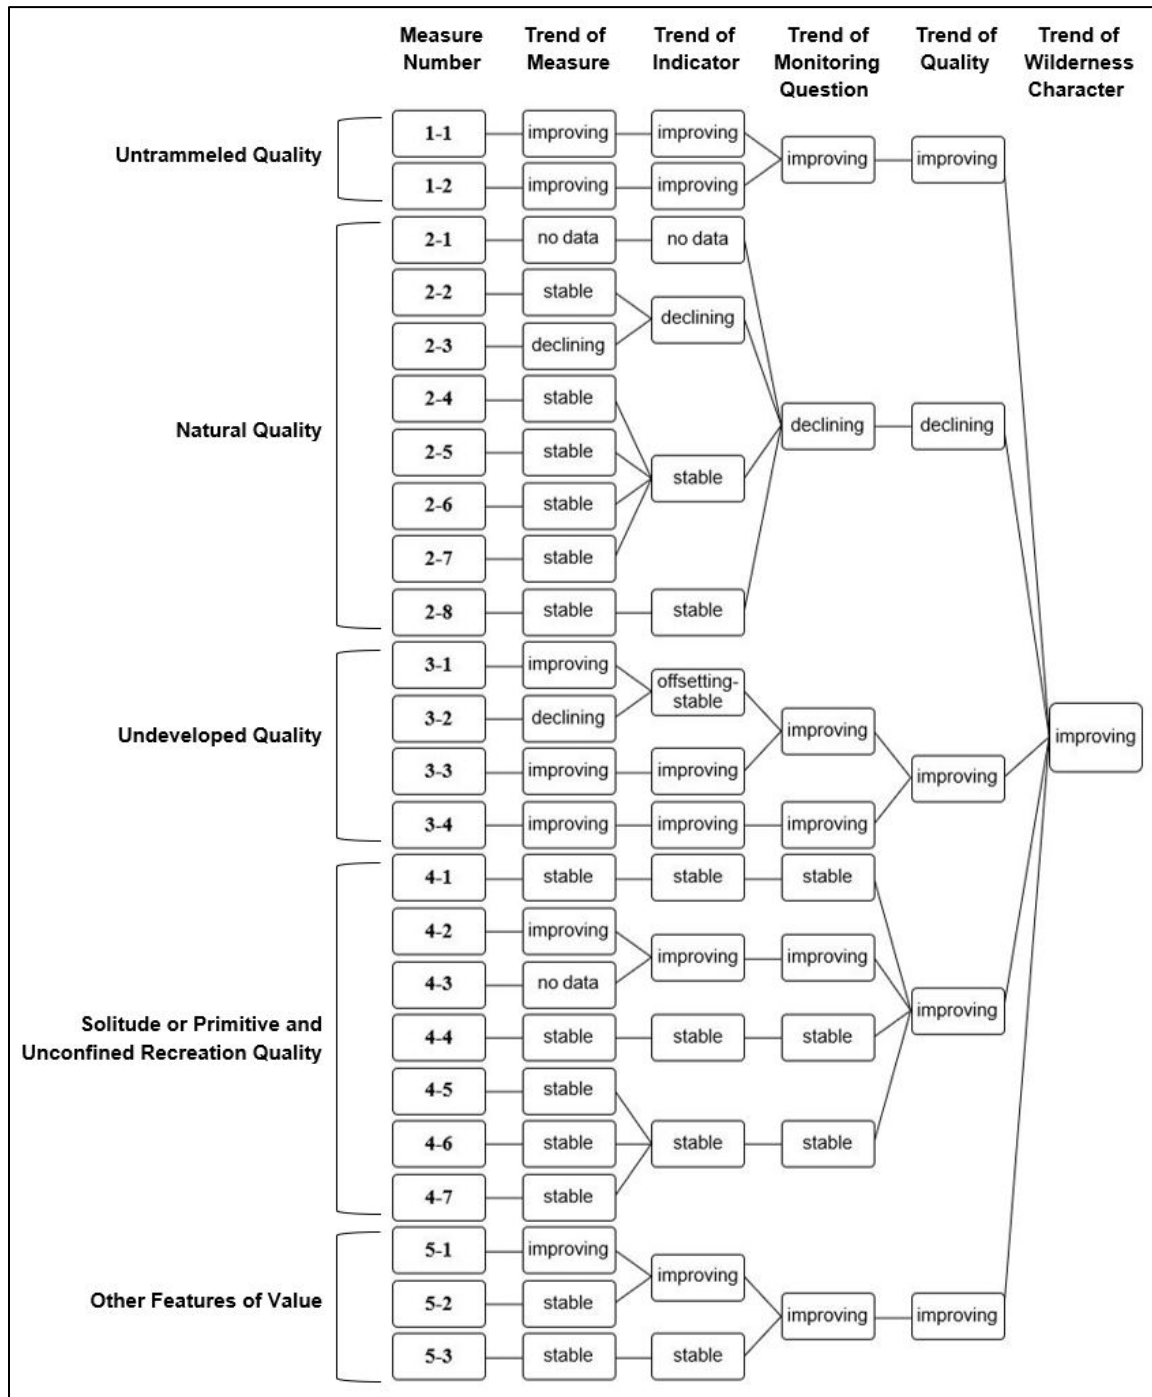 Measure Number
Trend of Measure
Trend of Indicator
Trend of Monitoring Question
Trend of Quality
Trend of Wilderness Character
Untrammeled Quality
1-1 improving improving
improving improving
1-2 improving improving
Natural Quality
2-1 no data no data
2-2 stable
declining
2-3 declining
2-4 stable
declining declining
2-5 stable
stable
2-6 stable
2-7 stable
2-8 stable stable
Undeveloped Quality
3-1 improving
offsetting-
stable
3-2 declining
improving
improving
3-3 improving improving
improving
3-4 improving improving improving
Solitude or Primitive and
Unconfined Recreation Quality
4-1 stable stable stable
4-2 improving
improving improving
4-3 no data
improving
4-4 stable stable stable
4-5 stable
4-6 stable stable stable
4-7 stable
Other Features of Value
5-1 improving
improving
5-2 stable
improving improving
5-3 stable stable